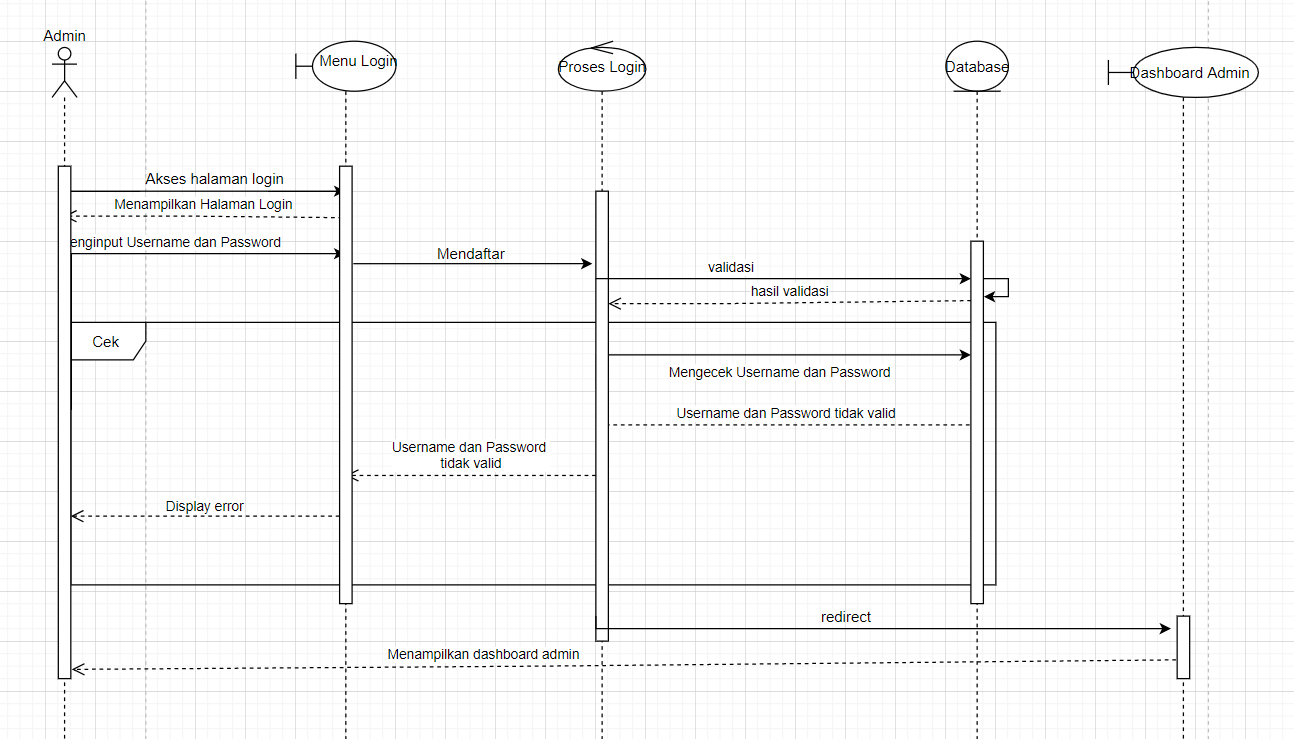 Admin
Menu Login
Proses Login
Database
Dashboard Admin
Akses halaman login
Menampilkan Halaman Login
enginput Username dan Password
Mendaftar
validasi
hasil validasi
Cek
Mengecek Username dan Password
Username dan Password tidak valid
Username dan Password
tidak valid
Display error
redirect
Menampilkan dashboard admin